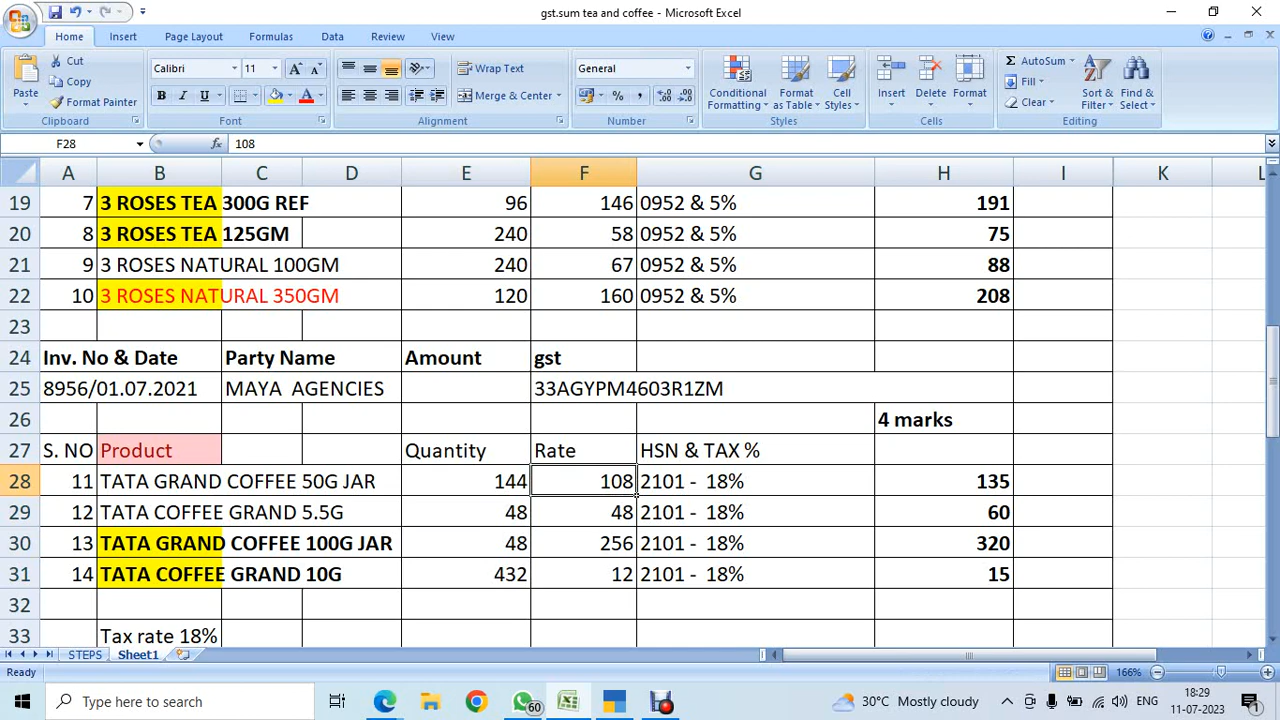 gst.sum tea and coffee - Microsoft Excel
Home Insert Page Layout Formulas Data Review View
Paste Cut Copy Format Painter Clipboard
Calibri 11 B I U A A A Font
Wrap Text Merge & Center Alignment
General % , Number
Conditional Formatting Format as Table Cell Styles Styles
Insert Delete Format Cells
Σ AutoSum Fill Clear Sort & Filter Find & Select Editing
F28 fx 108
A B C D E F G H I K L
19 7 3 ROSES TEA 300G REF 96 146 0952 & 5% 191
20 8 3 ROSES TEA 125GM 240 58 0952 & 5% 75
21 9 3 ROSES NATURAL 100GM 240 67 0952 & 5% 88
22 10 3 ROSES NATURAL 350GM 120 160 0952 & 5% 208
23
24 Inv. No & Date Party Name Amount gst
25 8956/01.07.2021 MAYA AGENCIES 33AGYPM4603R1ZM
26 4 marks
27 S. NO Product Quantity Rate HSN & TAX %
28 11 TATA GRAND COFFEE 50G JAR 144 108 2101 - 18% 135
29 12 TATA COFFEE GRAND 5.5G 48 48 2101 - 18% 60
30 13 TATA GRAND COFFEE 100G JAR 48 256 2101 - 18% 320
31 14 TATA COFFEE GRAND 10G 432 12 2101 - 18% 15
32
33 Tax rate 18%
STEPS Sheet1
Ready 166%
Type here to search 60 30°C Mostly cloudy ENG 18:29 11-07-2023 1